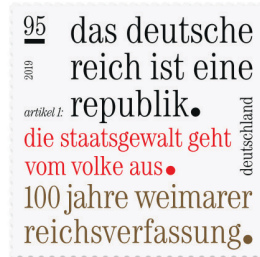 95
das deutsche
2019
reich ist eine
artikel 1: republik.
deutschland
die staatsgewalt geht
vom volke aus.
100 jahre weimarer
reichsverfassung.